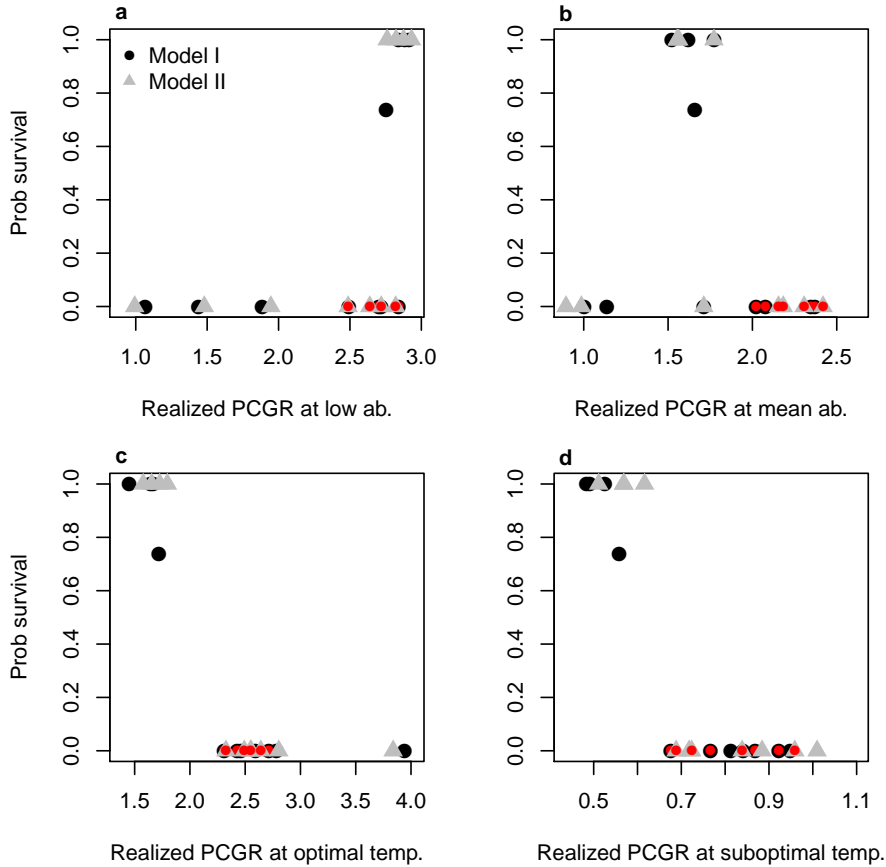 a
b
1.0
0.8
0.6
0.4
0.2
0.0
Prob survival
Model I
Model II
1.0 1.5 2.0 2.5 3.0
Realized PCGR at low ab.
1.0
0.8
0.6
0.4
0.2
0.0
1.0 1.5 2.0 2.5
Realized PCGR at mean ab.
c
d
1.0
0.8
0.6
0.4
0.2
0.0
Prob survival
1.5 2.0 2.5 3.0 3.5 4.0
Realized PCGR at optimal temp.
1.0
0.8
0.6
0.4
0.2
0.0
0.5 0.7 0.9 1.1
Realized PCGR at suboptimal temp.